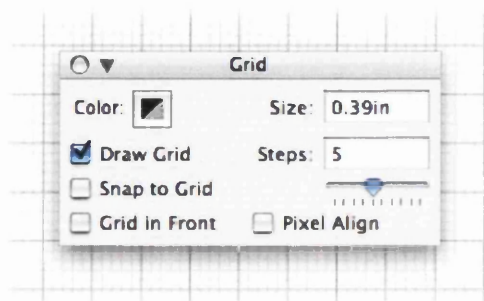 Grid
Color: Size: 0.39in
Draw Grid Steps: 5
Snap to Grid
Grid in Front Pixel Align